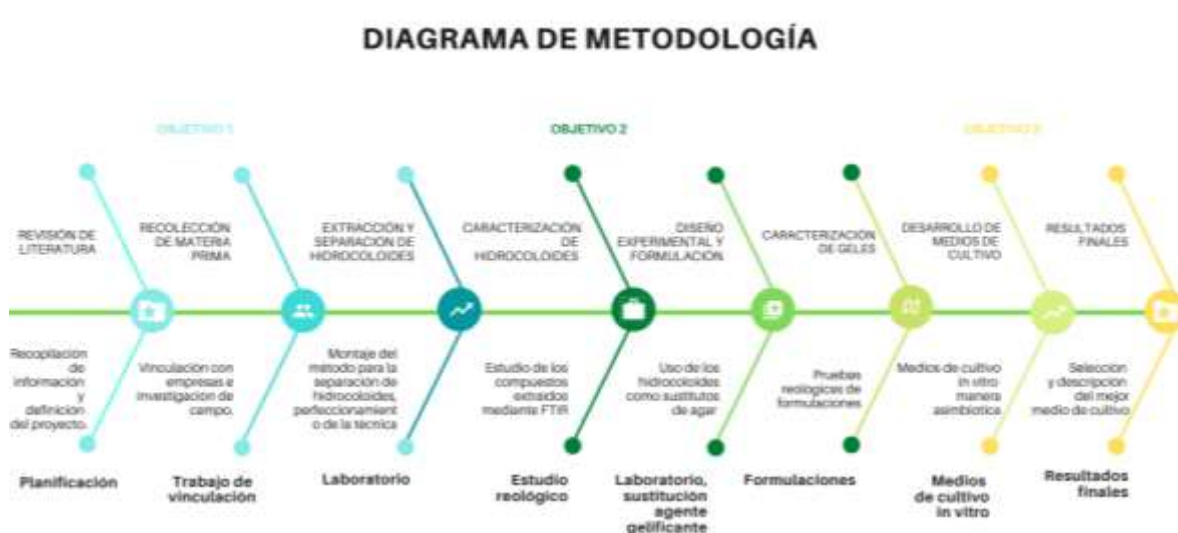 DIAGRAMA DE METODOLOGÍA
OBJETIVO 1
OBJETIVO 2
OBJETIVO 3
REVISIÓN DE
LITERATURA
RECOLECCIÓN
DE MATERIA
PRIMA
EXTRACCIÓN Y
SEPARACIÓN DE
HIDROCOLOIDES
CARACTERIZACIÓN
DE
HIDROCOLOIDES
DISEÑO
EXPERIMENTAL Y
FORMULACIÓN
CARACTERIZACIÓN
DE GELES
DESARROLLO DE
MEDIOS DE
CULTIVO
RESULTADOS
FINALES
Recopilación
de
información
y
definición
del proyecto.
Vinculación con
empresas e
investigación de
campo.
Montaje del
método para la
separación de
hidrocoloides,
perfeccionamient
o de la técnica
Estudio de los
compuestos
extraídos
mediante FTIR
Uso de los
hidrocoloides
como sustitutos
de agar
Pruebas
reológicas de
formulaciones
Medios de cultivo
in vitro
manera
asimbiótica
Selección
y descripción
del mejor
medio de cultivo
Planificación
Trabajo de
vinculación
Laboratorio
Estudio
reológico
Laboratorio,
sustitución
agente
gelificante
Formulaciones
Medios
de cultivo
in vitro
Resultados
finales